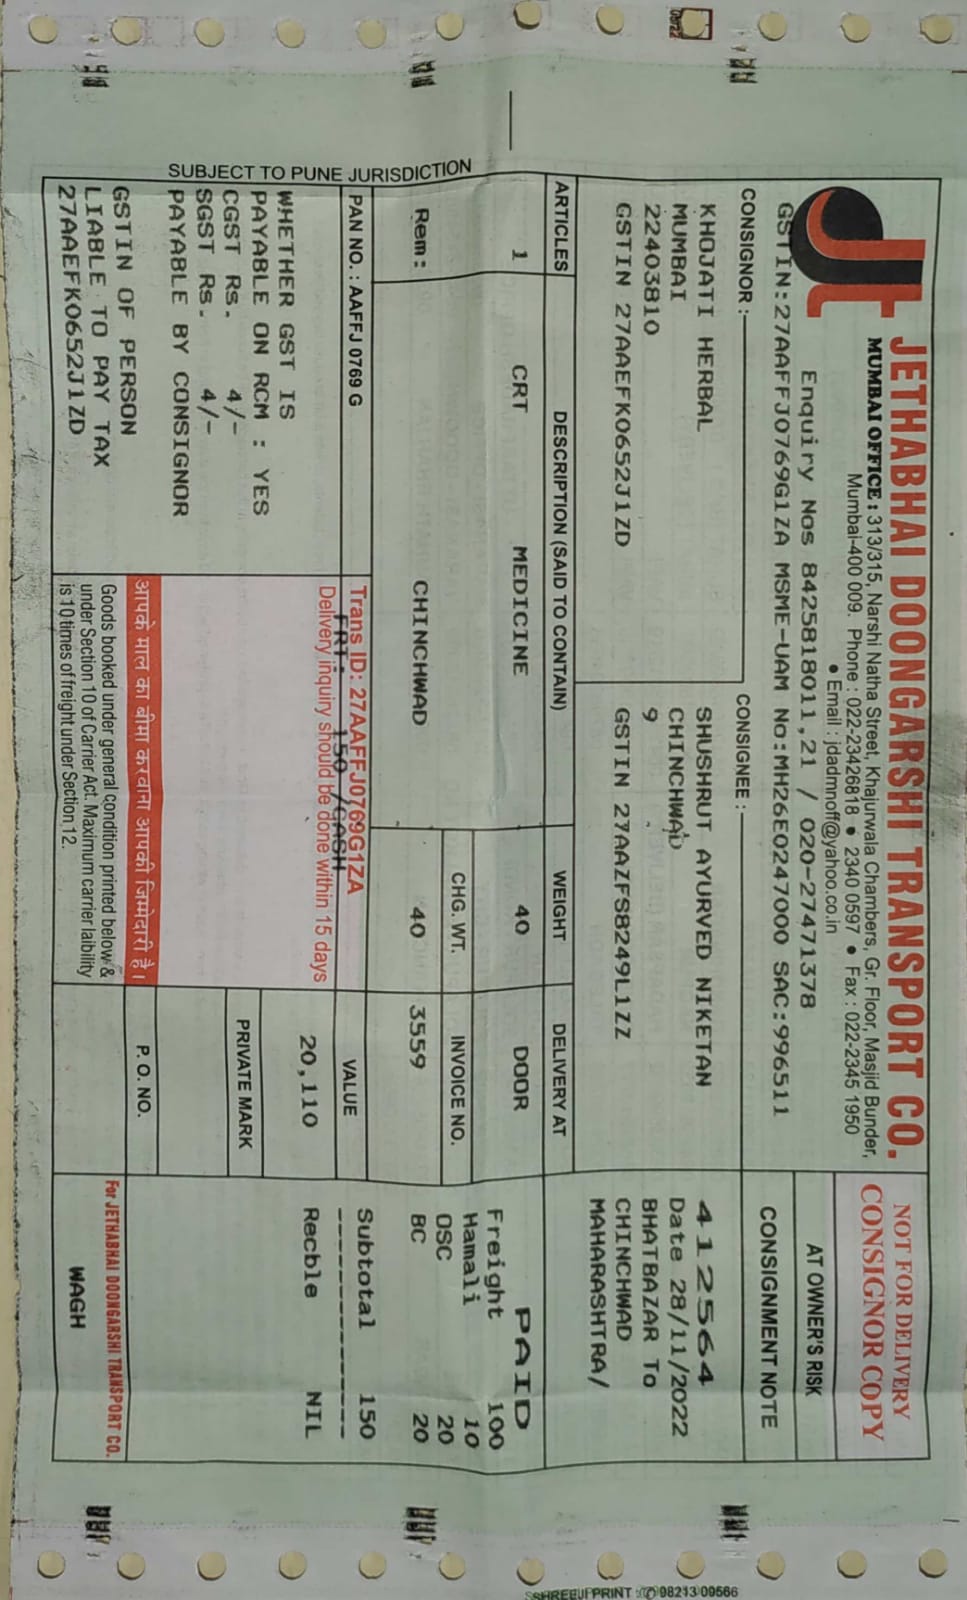 JETHABHAI DOONGARSHI TRANSPORT CO.
MUMBAI OFFICE : 313/315, Narshi Natha Street, Khajurwala Chambers, Gr. Floor, Masjid Bunder,
Mumbai-400 009. Phone : 022-23426818 ● 2340 0597 ● Fax : 022-2345 1950
● Email : jdadmnoff@yahoo.co.in
Enquiry Nos 8425818011,21 / 020-27471378
GSTIN:27AAFFJ0769G1ZA MSME-UAM No:MH26E0247000 SAC:996511
NOT FOR DELIVERY
CONSIGNOR COPY
AT OWNER'S RISK
CONSIGNMENT NOTE
CONSIGNOR :
KHOJATI HERBAL
MUMBAI
22403810
GSTIN 27AAEFK0652J1ZD
CONSIGNEE :
SHUSHRUT AYURVED NIKETAN
CHINCHWAD
9
GSTIN 27AAZFS8249L1ZZ
412564
Date 28/11/2022
BHATBAZAR To
CHINCHWAD
MAHARASHTRA/
ARTICLES DESCRIPTION (SAID TO CONTAIN) WEIGHT DELIVERY AT
1 CRT MEDICINE 40 DOOR
PAID
Freight 100
Hamali 10
OSC 20
BC 20
CHG. WT. INVOICE NO.
Rem : CHINCHWAD 40 3559
Subtotal 150
Recble NIL
SUBJECT TO PUNE JURISDICTION
PAN NO. : AAFFJ 0769 G
Trans ID: 27AAFFJ0769G1ZA
FRT: 150 /CASH
Delivery inquiry should be done within 15 days
VALUE
20,110
WHETHER GST IS
PAYABLE ON RCM : YES
CGST Rs. 4/-
SGST Rs. 4/-
PAYABLE BY CONSIGNOR
GSTIN OF PERSON
LIABLE TO PAY TAX
27AAEFK0652J1ZD
PRIVATE MARK
P. O. NO.
आपके माल का बीमा करवाना आपकी जिम्मेदारी है।
Goods booked under general condition printed below &
under Section 10 of Carrier Act. Maximum carrier laibility
is 10 times of freight under Section 12.
For JETHABHAI DOONGARSHI TRANSPORT CO.
WAGH
SHREEJI PRINT : ✆ 98213 09566